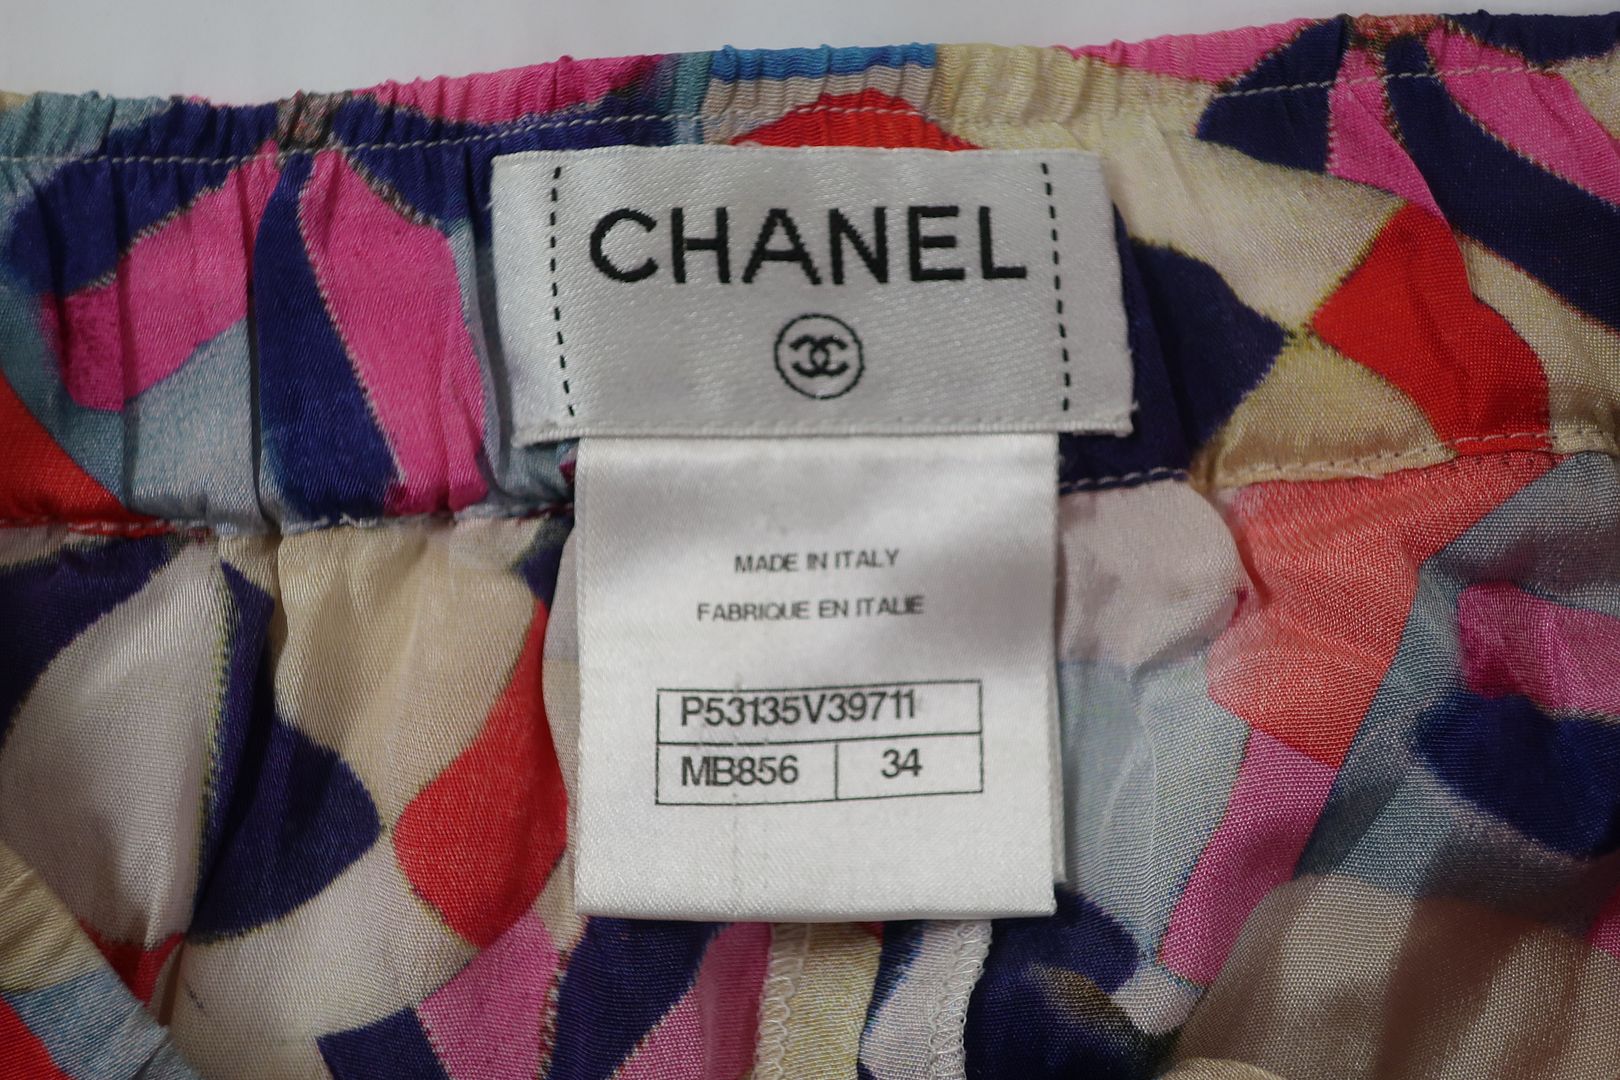 CHANEL
MADE IN ITALY
FABRIQUE EN ITALIE
P53135V39711
MB856 34